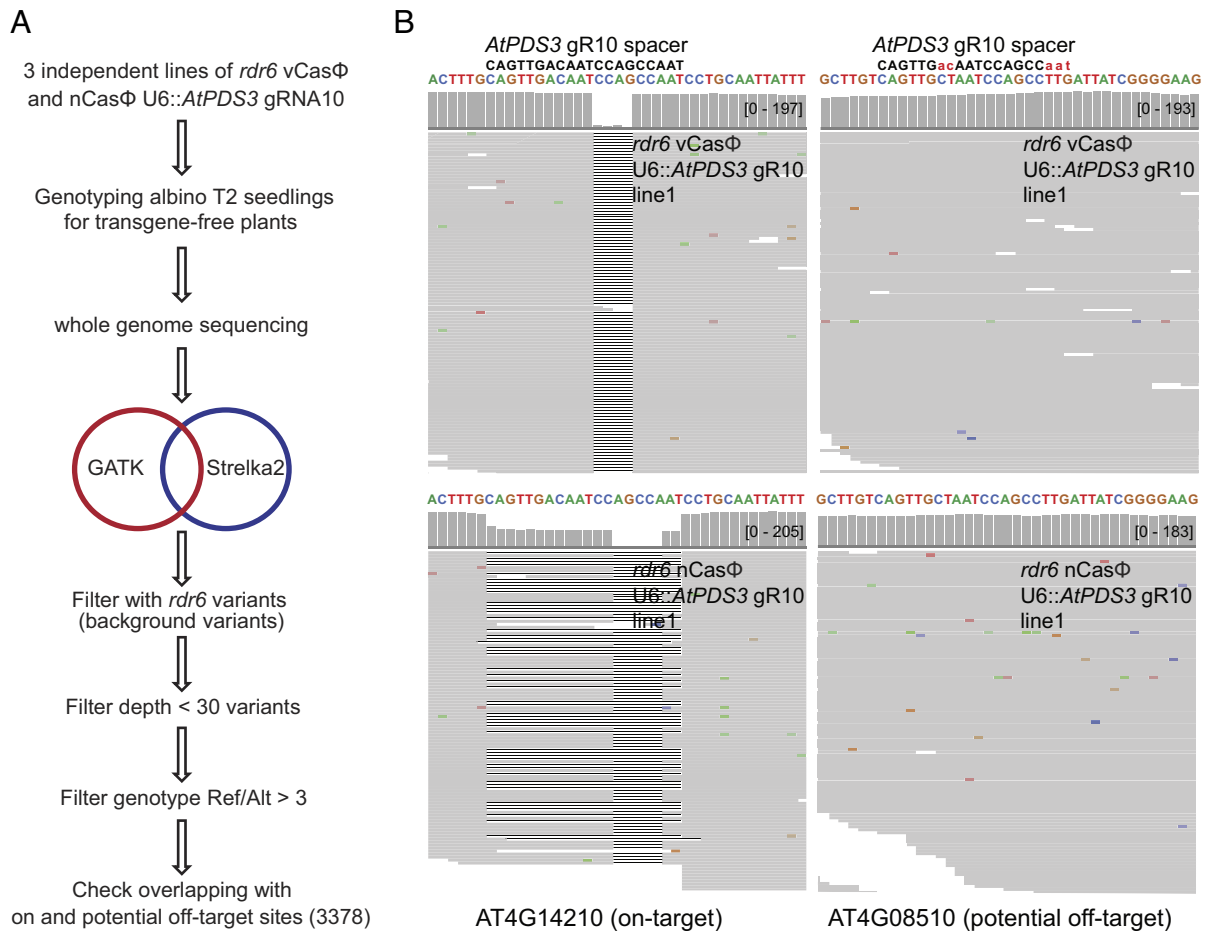 A
3 independent lines of rdr6 vCasΦ
and nCasΦ U6::AtPDS3 gRNA10
Genotyping albino T2 seedlings
for transgene-free plants
whole genome sequencing
GATK
Strelka2
Filter with rdr6 variants
(background variants)
Filter depth < 30 variants
Filter genotype Ref/Alt > 3
Check overlapping with
on and potential off-target sites (3378)
B
AtPDS3 gR10 spacer
CAGTTGACAATCCAGCCAAT
ACTTTGCAGTTGACAATCCAGCCAATCCTGCAATTATTT
[0 - 197]
rdr6 vCasΦ
U6::AtPDS3 gR10
line1
AtPDS3 gR10 spacer
CAGTTGacAATCCAGCCaat
GCTTGTCAGTTGCTAATCCAGCCTTGATTATCGGGGAAG
[0 - 193]
rdr6 vCasΦ
U6::AtPDS3 gR10
line1
ACTTTGCAGTTGACAATCCAGCCAATCCTGCAATTATTT
[0 - 205]
rdr6 nCasΦ
U6::AtPDS3 gR10
line1
AT4G14210 (on-target)
GCTTGTCAGTTGCTAATCCAGCCTTGATTATCGGGGAAG
[0 - 183]
rdr6 nCasΦ
U6::AtPDS3 gR10
line1
AT4G08510 (potential off-target)